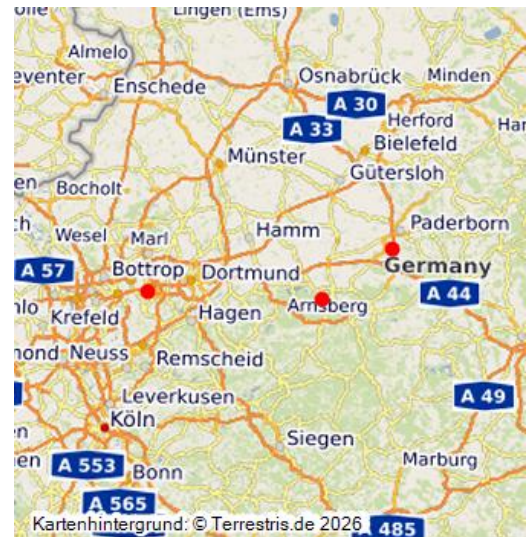 Lingen (Ems)
Almelo
eventer
Enschede
Osnabrück
Minden
A 30
A 33
Herford
Bielefeld
Münster
Gütersloh
Bocholt
Wesel
Marl
Hamm
Paderborn
A 57
Bottrop
Dortmund
Germany
A 44
Krefeld
Hagen
Arnsberg
mond
Neuss
Remscheid
A 49
Leverkusen
Köln
Siegen
A 553
Bonn
Marburg
A 565
A 485
Kartenhintergrund: © Terrestris.de 2026